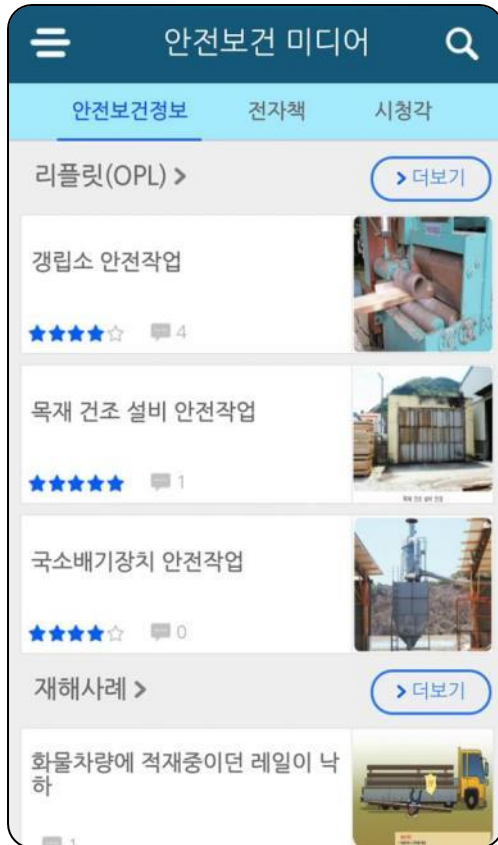 안전보건 미디어
안전보건정보 전자책 시청각
리플릿(OPL) >
> 더보기
갱립소 안전작업
4
목재 건조 설비 안전작업
1
국소배기장치 안전작업
0
재해사례 >
> 더보기
화물차량에 적재중이던 레일이 낙
하
1